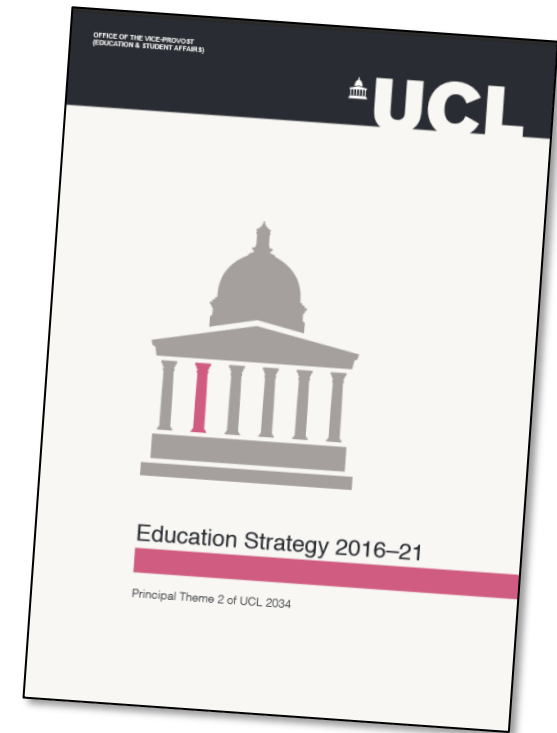 OFFICE OF THE VICE-PROVOST
(EDUCATION & STUDENT AFFAIRS)
UCL
Education Strategy 2016–21
Principal Theme 2 of UCL 2034